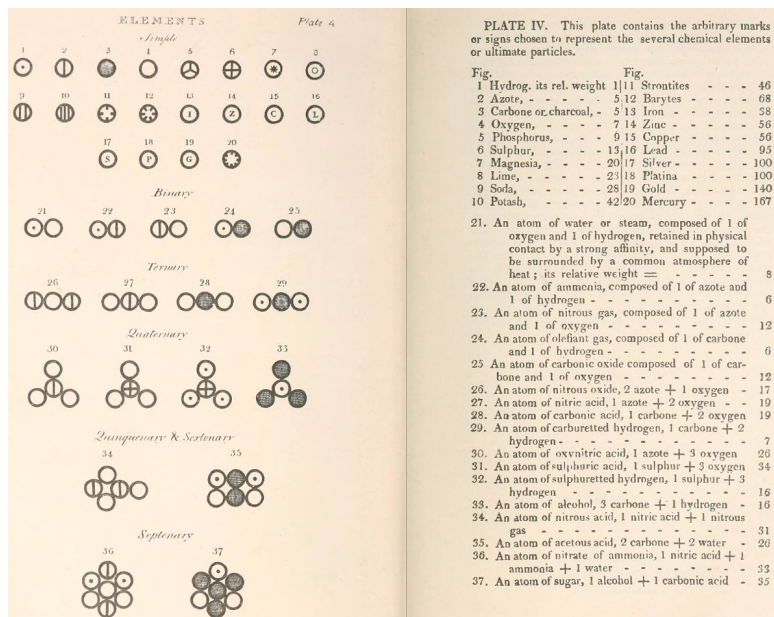 ELEMENTS
Plate 4
Simple
1 2 3 4 5 6 7 8
9 10 11 12 13 14 15 16
I Z C L
17 18 19 20
S P G
Binary
21 22 23 24 25
Ternary
26 27 28 29
Quaternary
30 31 32 33
Quinquenary & Sextenary
34 35
Septenary
36 37
PLATE IV. This plate contains the arbitrary marks
or signs chosen to represent the several chemical elements
or ultimate particles.
Fig. Fig.
1 Hydrog. its rel. weight 1 11 Strontites - - - 46
2 Azote, - - - - 5 12 Barytes - - - 68
3 Carbone or charcoal, - 5 13 Iron - - - 38
4 Oxygen, - - - 7 14 Zinc - - - 56
5 Phosphorus, - - - 9 15 Copper - - - 56
6 Sulphur, - - - - 13 16 Lead - - - 95
7 Magnesia, - - - 20 17 Silver - - - 100
8 Lime, - - - - 23 18 Platina - - - 100
9 Soda, - - - - 28 19 Gold - - - 140
10 Potash, - - - 42 20 Mercury - - - 167
21. An atom of water or steam, composed of 1 of
oxygen and 1 of hydrogen, retained in physical
contact by a strong affinity, and supposed to
be surrounded by a common atmosphere of
heat ; its relative weight = - - - - - 8
22. An atom of ammonia, composed of 1 of azote and
1 of hydrogen - - - - - - - - 6
23. An atom of nitrous gas, composed of 1 of azote
and 1 of oxygen - - - - - - - - 12
24. An atom of olefiant gas, composed of 1 of carbone
and 1 of hydrogen - - - - - - - 6
25 An atom of carbonic oxide composed of 1 of car-
bone and 1 of oxygen - - - - - - 12
26. An atom of nitrous oxide, 2 azote + 1 oxygen - 17
27. An atom of nitric acid, 1 azote + 2 oxygen - - 19
28. An atom of carbonic acid, 1 carbone + 2 oxygen 19
29. An atom of carburetted hydrogen, 1 carbone + 2
hydrogen - - - - - - - - - - 7
30. An atom of oxynitric acid, 1 azote + 3 oxygen 26
31. An atom of sulphuric acid, 1 sulphur + 3 oxygen 34
32. An atom of sulphuretted hydrogen, 1 sulphur + 3
hydrogen - - - - - - - - - - 16
33. An atom of alcohol, 3 carbone + 1 hydrogen - 16
34. An atom of nitrous acid, 1 nitric acid + 1 nitrous
gas - - - - - - - - - - - 31
35. An atom of acetous acid, 2 carbone + 2 water - 26
36. An atom of nitrate of ammonia, 1 nitric acid + 1
ammonia + 1 water - - - - - - - 33
37. An atom of sugar, 1 alcohol + 1 carbonic acid - 35